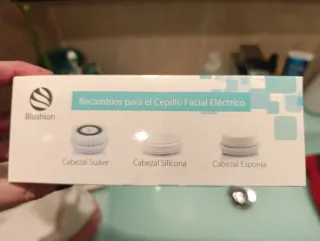 Recambios para el Cepillo Facial Eléctrico
Blushion
Cabezal Suave
Cabezal Silicona
Cabezal Esponja